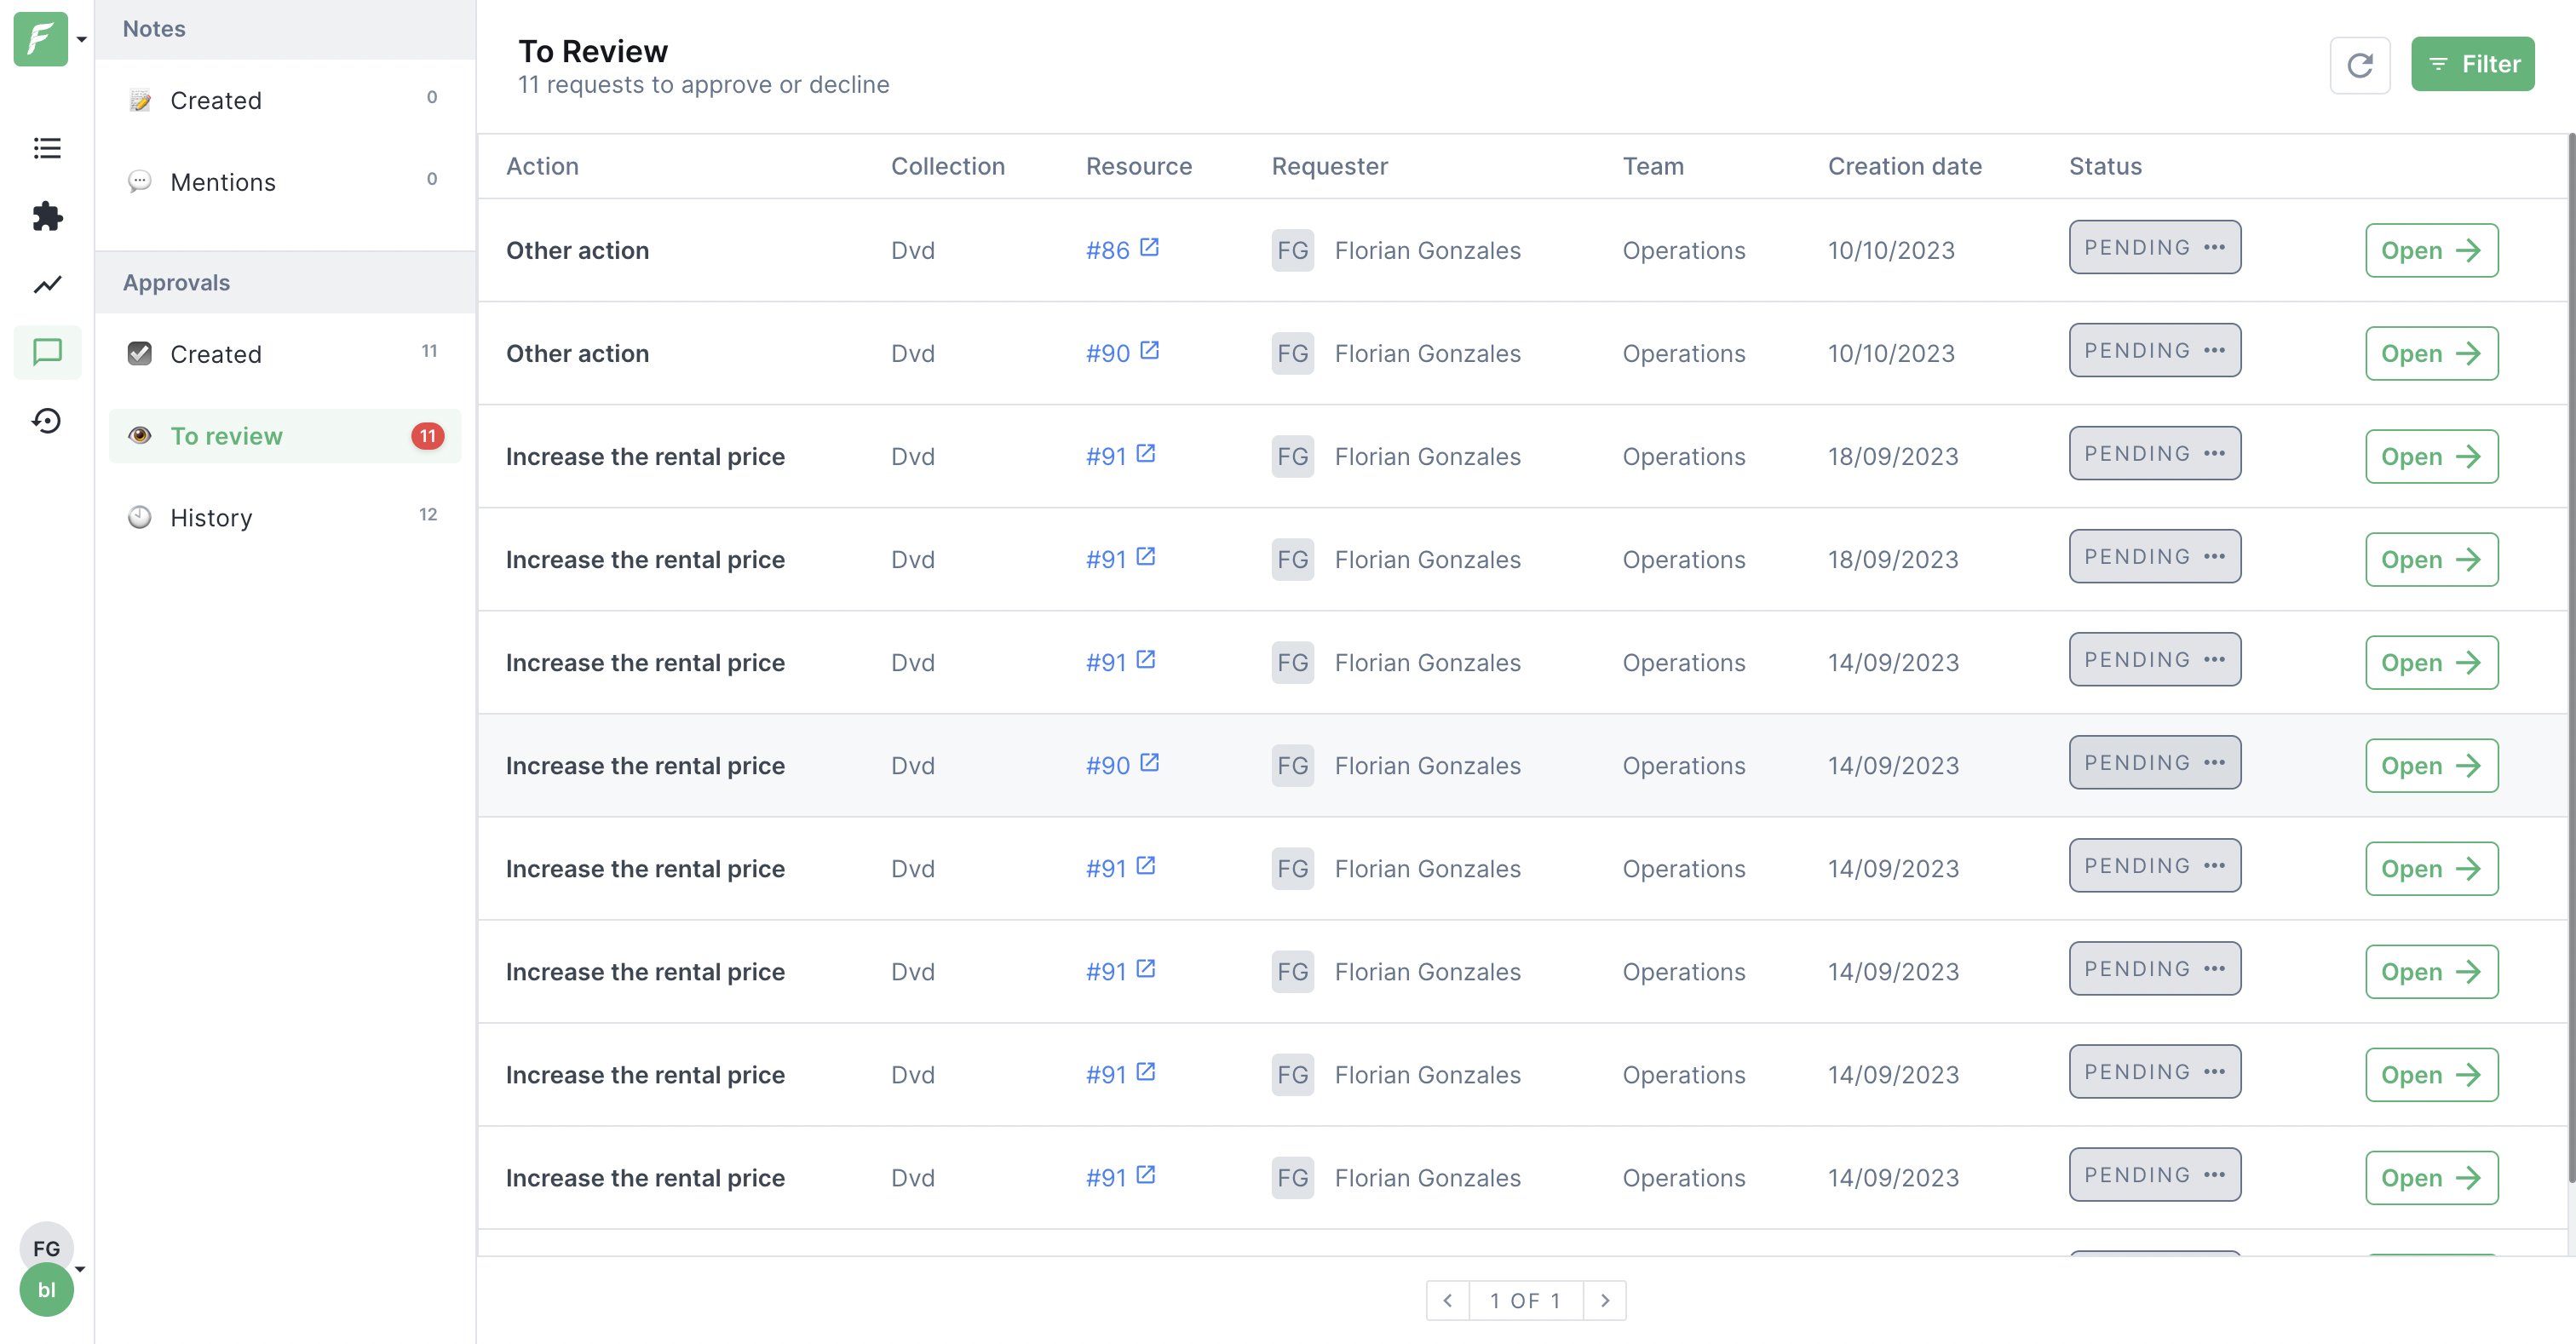 Notes
Created 0
Mentions 0
Approvals
Created 11
To review 11
History 12
FG
bl
To Review
11 requests to approve or decline
Filter
Action Collection Resource Requester Team Creation date Status
Other action Dvd #86 FG Florian Gonzales Operations 10/10/2023 PENDING ••• Open
Other action Dvd #90 FG Florian Gonzales Operations 10/10/2023 PENDING ••• Open
Increase the rental price Dvd #91 FG Florian Gonzales Operations 18/09/2023 PENDING ••• Open
Increase the rental price Dvd #91 FG Florian Gonzales Operations 18/09/2023 PENDING ••• Open
Increase the rental price Dvd #91 FG Florian Gonzales Operations 14/09/2023 PENDING ••• Open
Increase the rental price Dvd #90 FG Florian Gonzales Operations 14/09/2023 PENDING ••• Open
Increase the rental price Dvd #91 FG Florian Gonzales Operations 14/09/2023 PENDING ••• Open
Increase the rental price Dvd #91 FG Florian Gonzales Operations 14/09/2023 PENDING ••• Open
Increase the rental price Dvd #91 FG Florian Gonzales Operations 14/09/2023 PENDING ••• Open
Increase the rental price Dvd #91 FG Florian Gonzales Operations 14/09/2023 PENDING ••• Open
1 OF 1